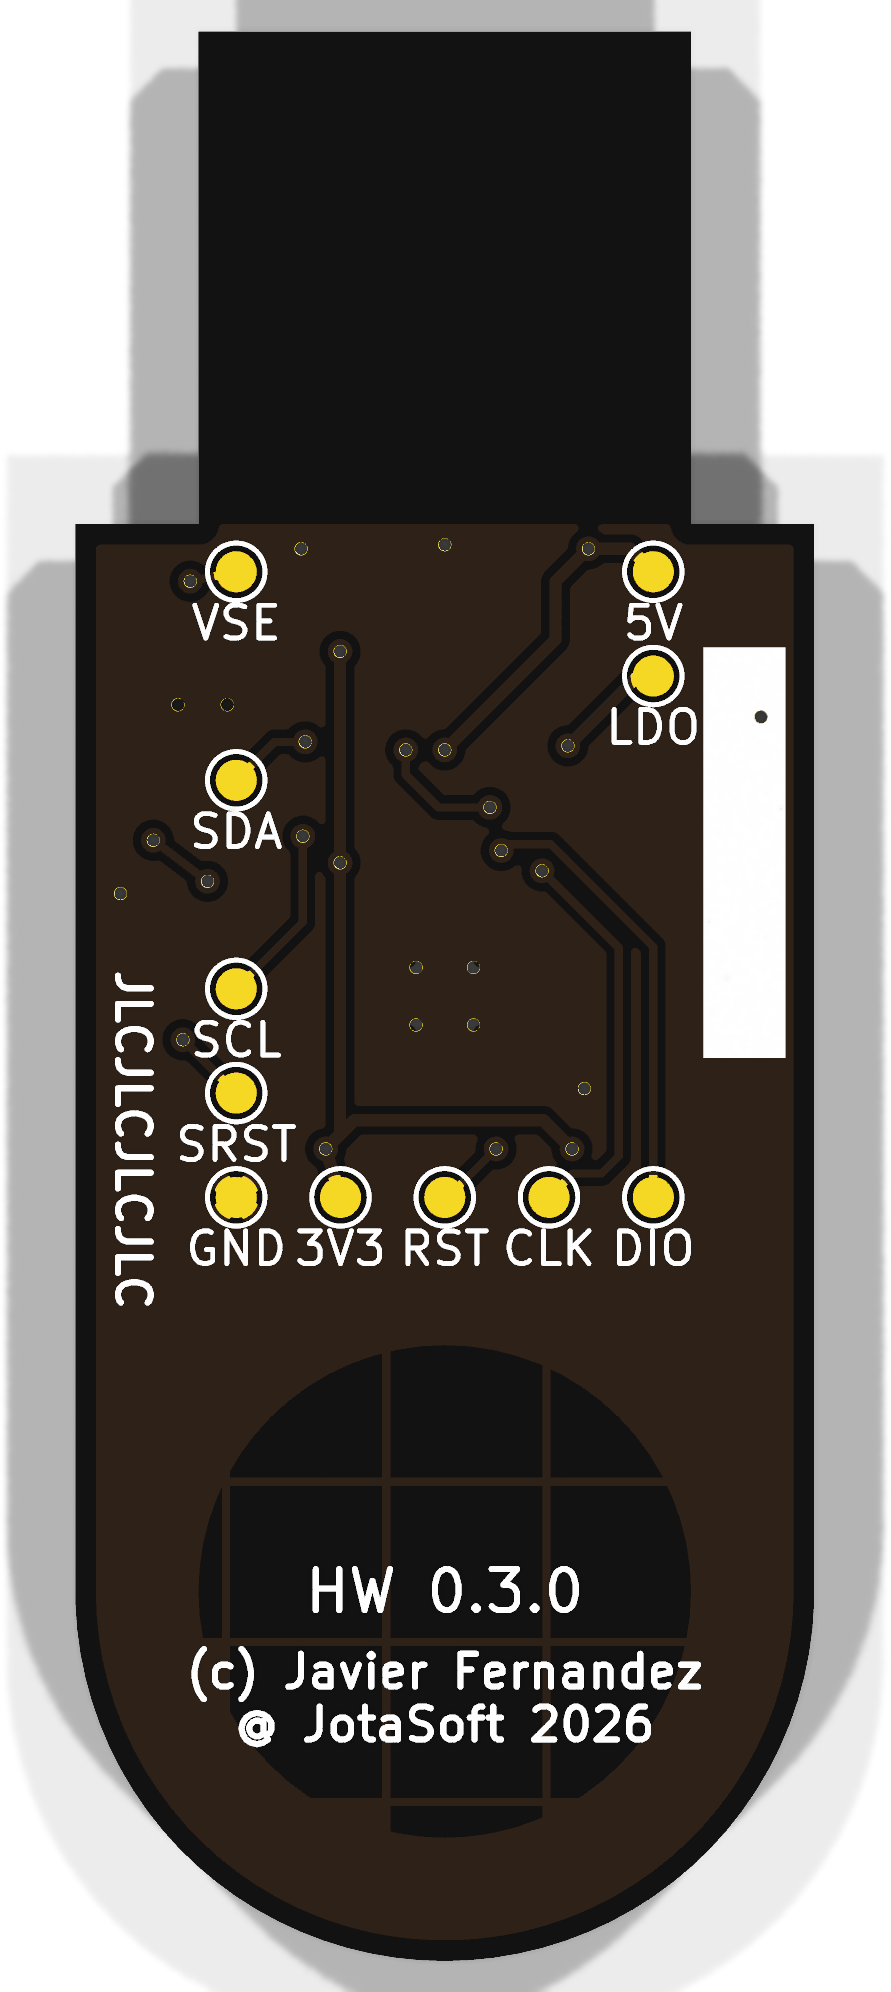 VSE
5V
LDO
SDA
SCL
SRST
GND 3V3 RST CLK DIO
JLCJLCJLCJLC
HW 0.3.0
(c) Javier Fernandez
@ JotaSoft 2026